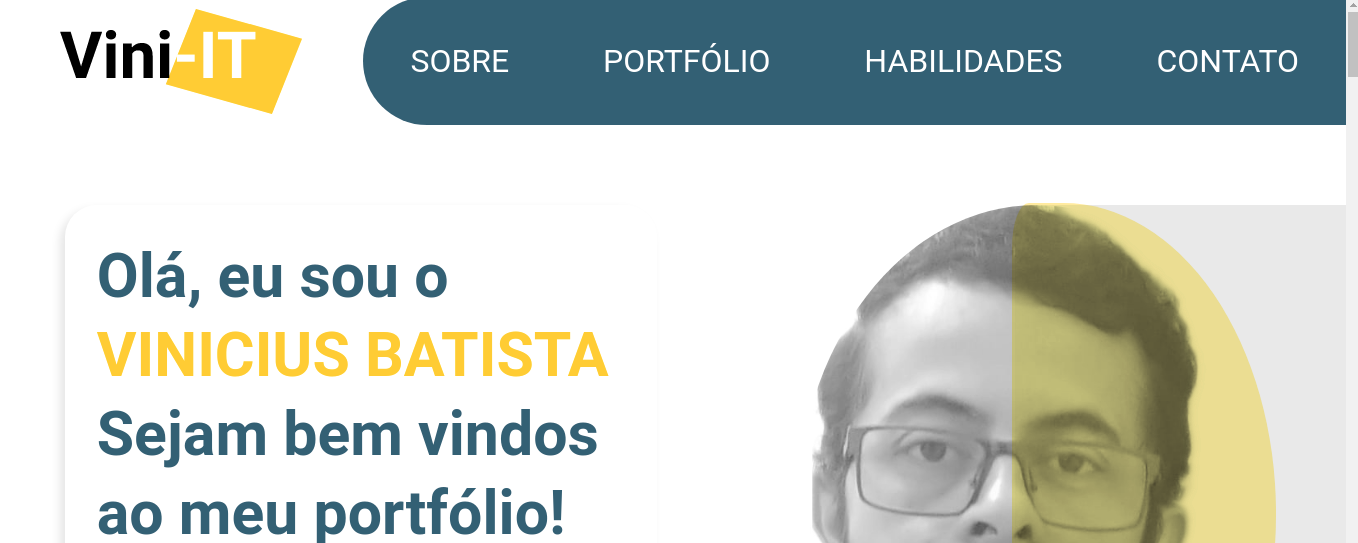 Vini-IT
SOBRE PORTFÓLIO HABILIDADES CONTATO
Olá, eu sou o
VINICIUS BATISTA
Sejam bem vindos
ao meu portfólio!